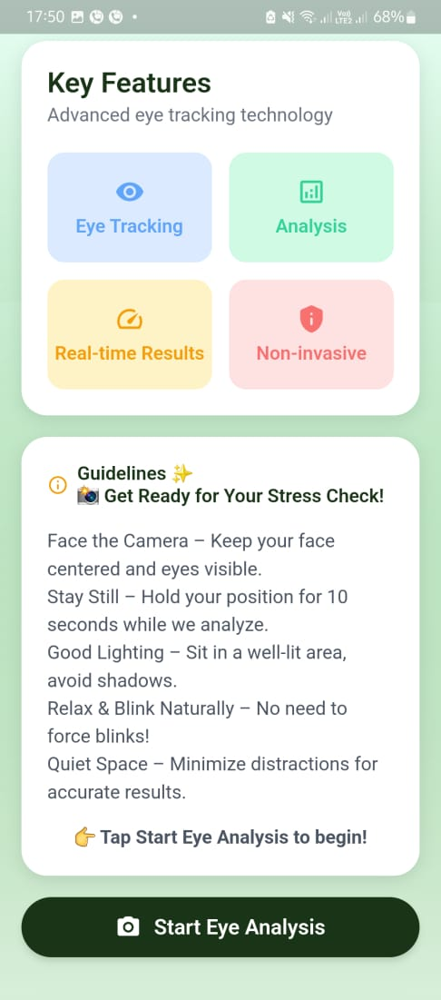 17:50 Vo) LTE2 68%
Key Features
Advanced eye tracking technology
Eye Tracking Analysis
Real-time Results Non-invasive
Guidelines ✨
📸 Get Ready for Your Stress Check!
Face the Camera – Keep your face
centered and eyes visible.
Stay Still – Hold your position for 10
seconds while we analyze.
Good Lighting – Sit in a well-lit area,
avoid shadows.
Relax & Blink Naturally – No need to
force blinks!
Quiet Space – Minimize distractions for
accurate results.
👉 Tap Start Eye Analysis to begin!
Start Eye Analysis